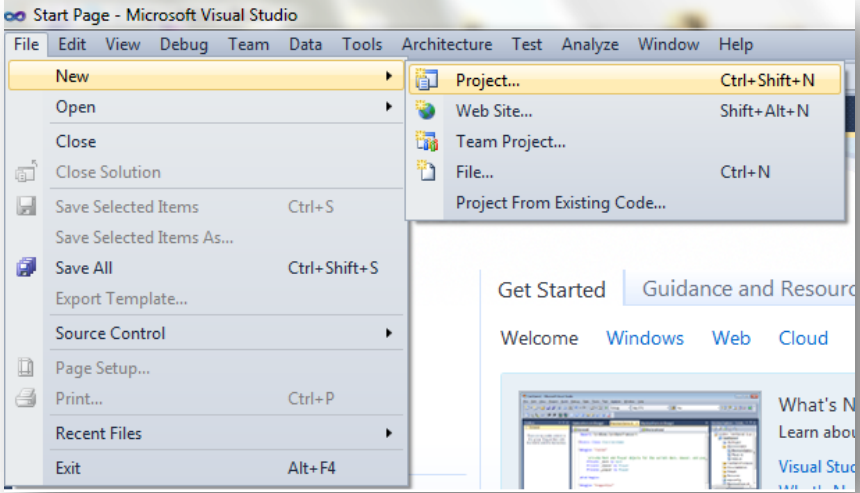 Start Page - Microsoft Visual Studio
File Edit View Debug Team Data Tools Architecture Test Analyze Window Help
New
Open
Close
Close Solution
Save Selected Items Ctrl+S
Save Selected Items As...
Save All Ctrl+Shift+S
Export Template...
Source Control
Page Setup...
Print... Ctrl+P
Recent Files
Exit Alt+F4
Project... Ctrl+Shift+N
Web Site... Shift+Alt+N
Team Project...
File... Ctrl+N
Project From Existing Code...
Get Started Guidance and Resourc
Welcome Windows Web Cloud
What's N
Learn abou
Visual Stud